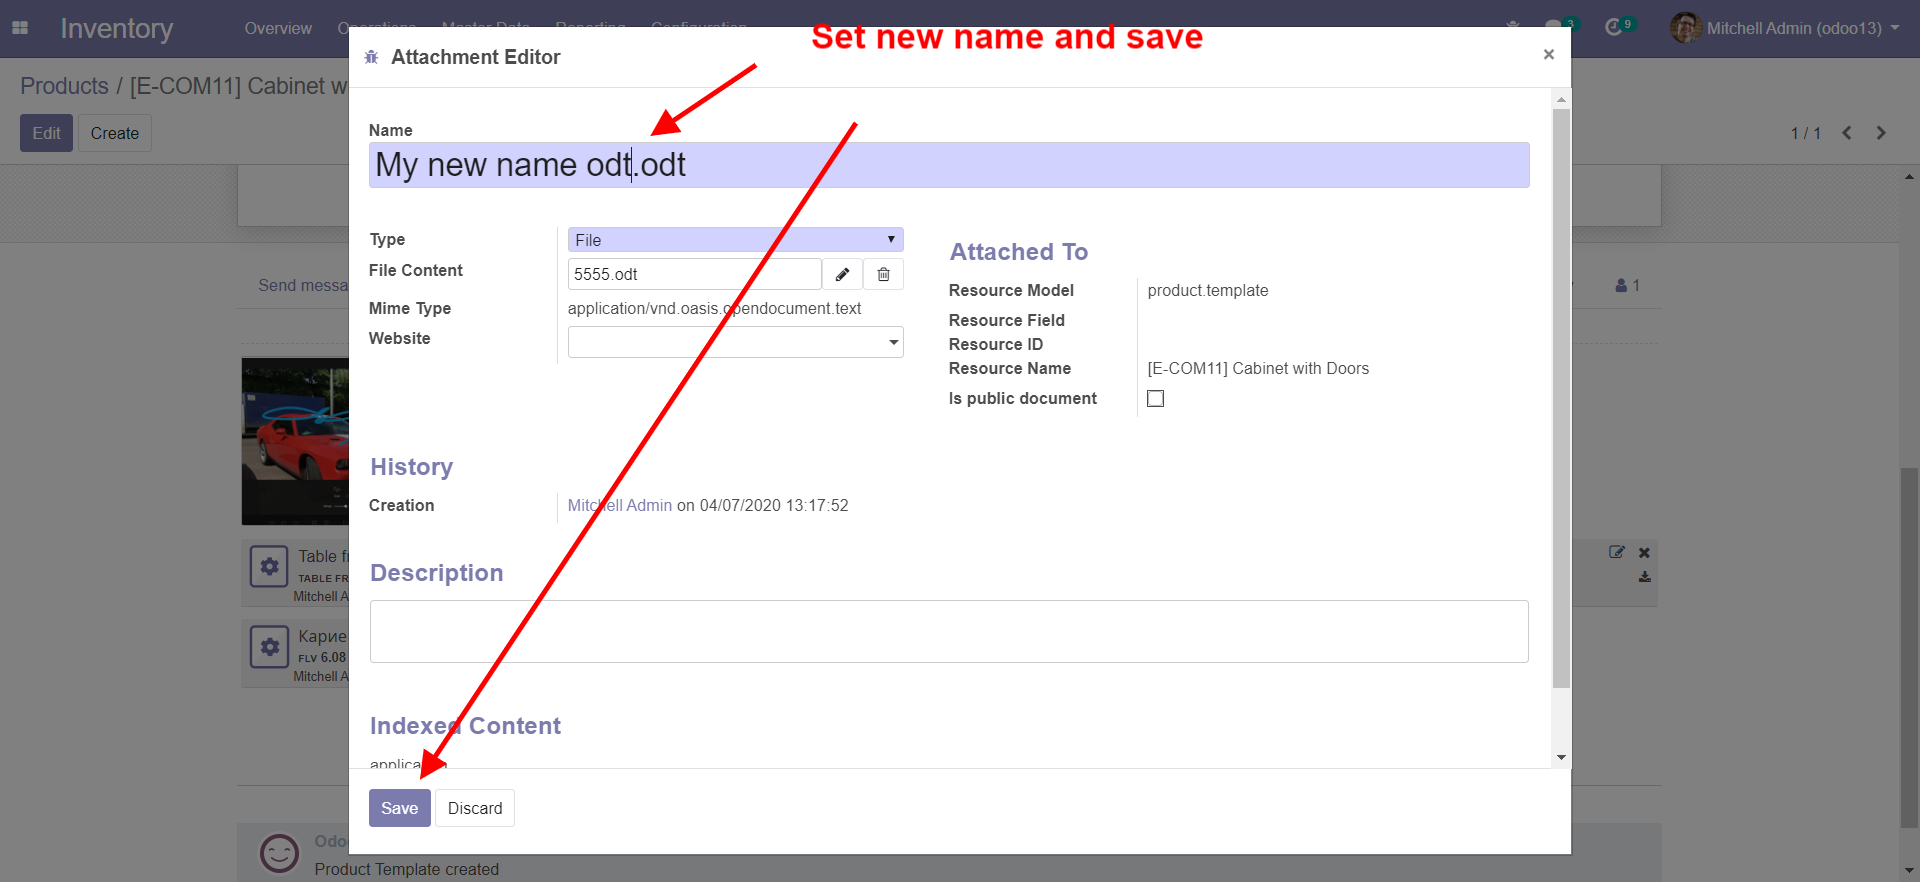 Inventory
Overview
Operations
Master Data
Reporting
Configuration
3
9
Mitchell Admin (odoo13)
Set new name and save
Attachment Editor
×
Products / [E-COM11] Cabinet w
Edit
Create
1 / 1
Name
My new name odt.odt
Type
File
File Content
5555.odt
Mime Type
application/vnd.oasis.opendocument.text
Website
Attached To
Resource Model
product.template
Resource Field
Resource ID
Resource Name
[E-COM11] Cabinet with Doors
Is public document
Send messa
1
History
Creation
Mitchell Admin on 04/07/2020 13:17:52
Table f
TABLE FR
Mitchell A
Description
Карие
FLV 6.08
Mitchell A
Indexed Content
applica
Save
Discard
Odo
Product Template created